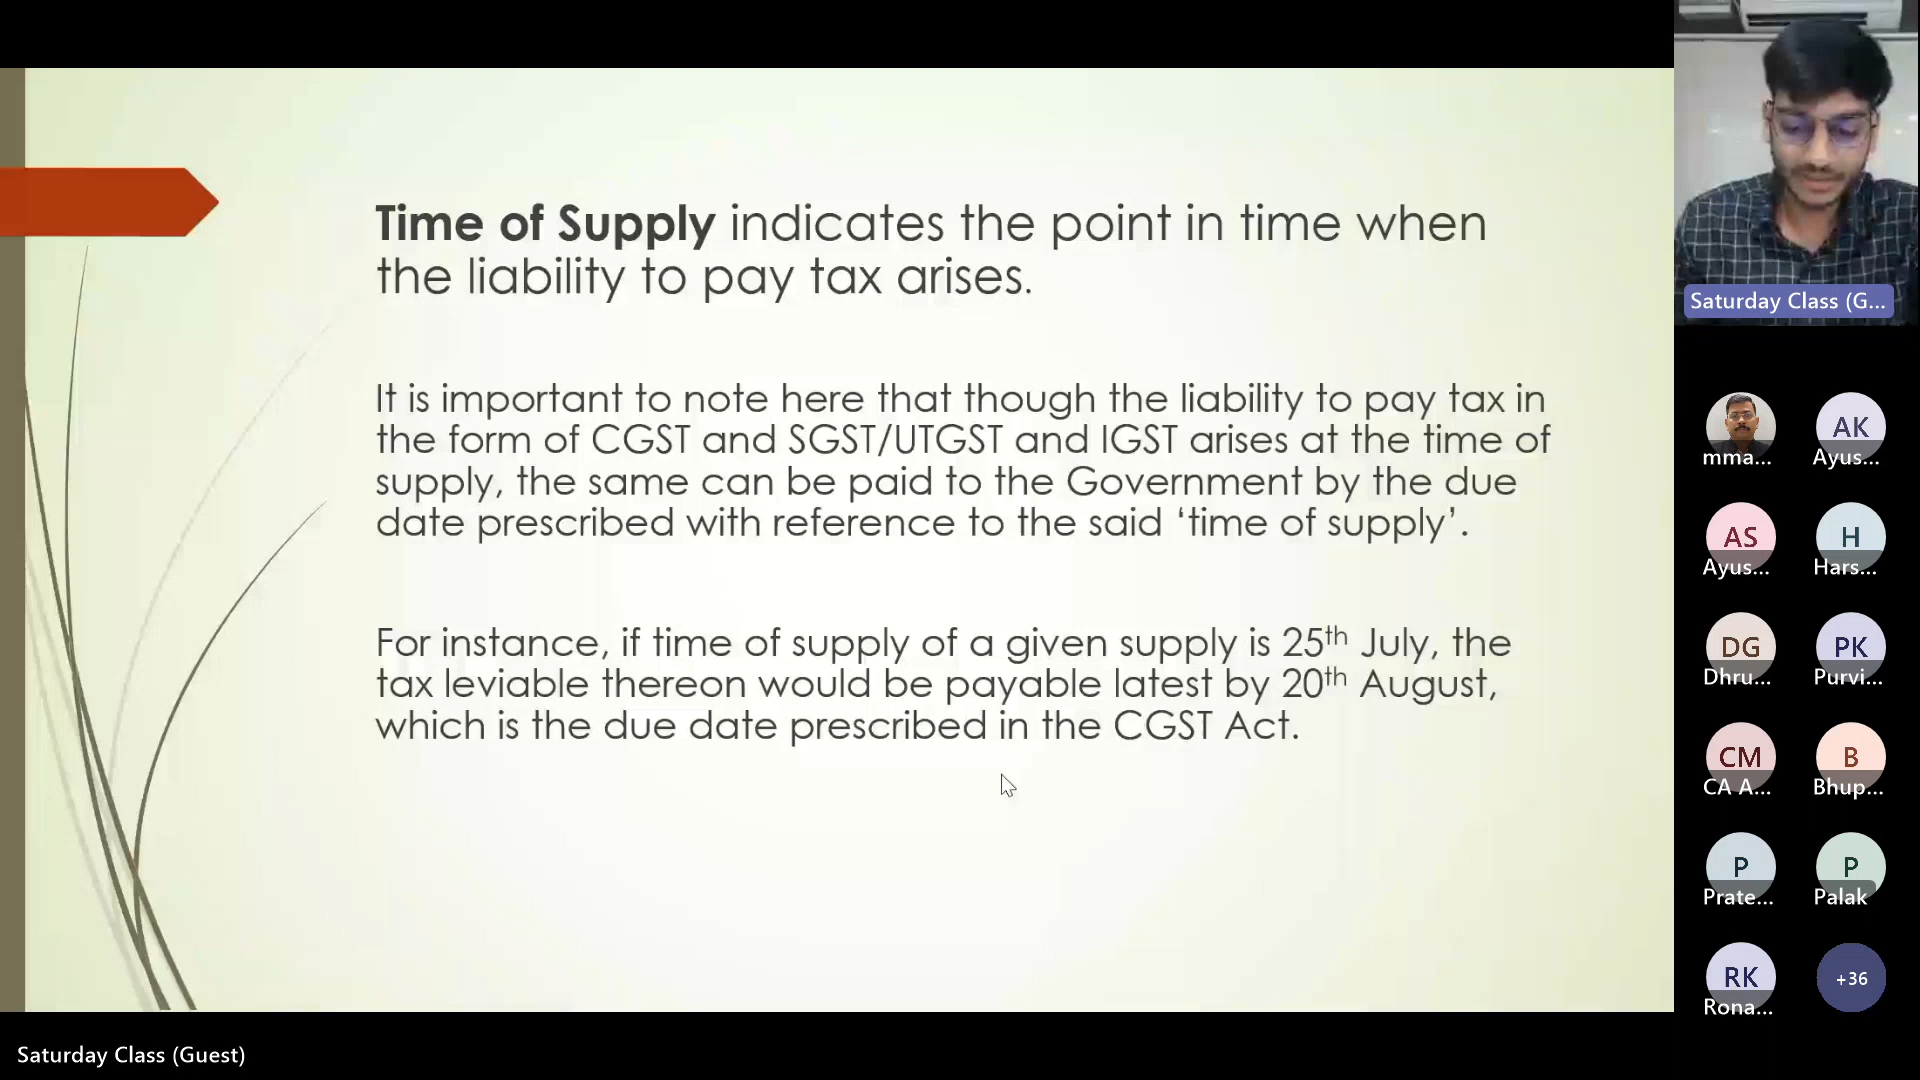 Time of Supply indicates the point in time when
the liability to pay tax arises.
It is important to note here that though the liability to pay tax in
the form of CGST and SGST/UTGST and IGST arises at the time of
supply, the same can be paid to the Government by the due
date prescribed with reference to the said ‘time of supply’.
For instance, if time of supply of a given supply is 25th July, the
tax leviable thereon would be payable latest by 20th August,
which is the due date prescribed in the CGST Act.
Saturday Class (G...
mma...
AK
Ayus...
AS
Ayus...
H
Hars...
DG
Dhru...
PK
Purvi...
CM
CA A...
B
Bhup...
P
Prate...
P
Palak
RK
Rona...
+36
Saturday Class (Guest)